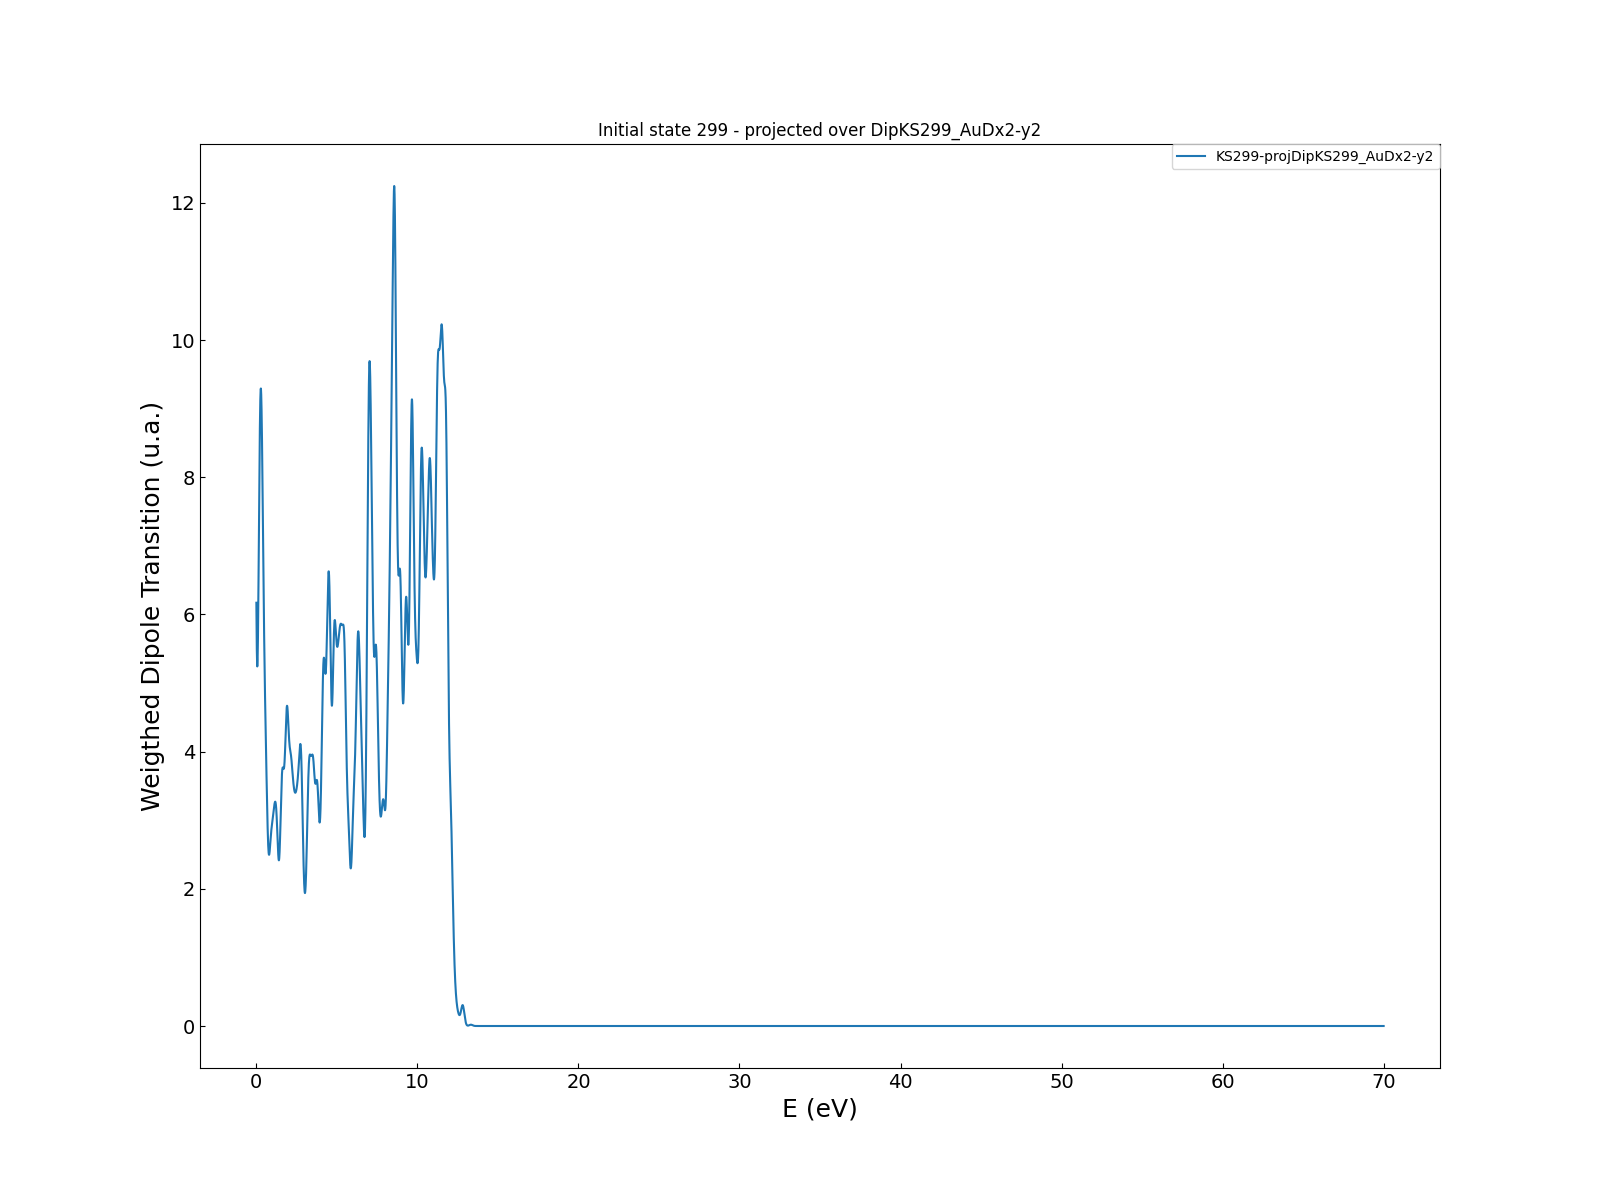 Initial state 299 - projected over DipKS299_AuDx2-y2
KS299-projDipKS299_AuDx2-y2
12
10
8
6
4
2
0
Weigthed Dipole Transition (u.a.)
0 10 20 30 40 50 60 70
E (eV)